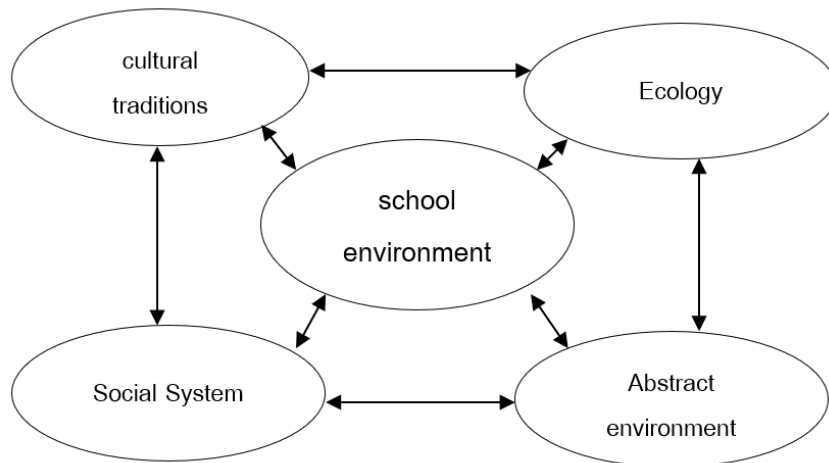 cultural
traditions
Ecology
school
environment
Social System
Abstract
environment